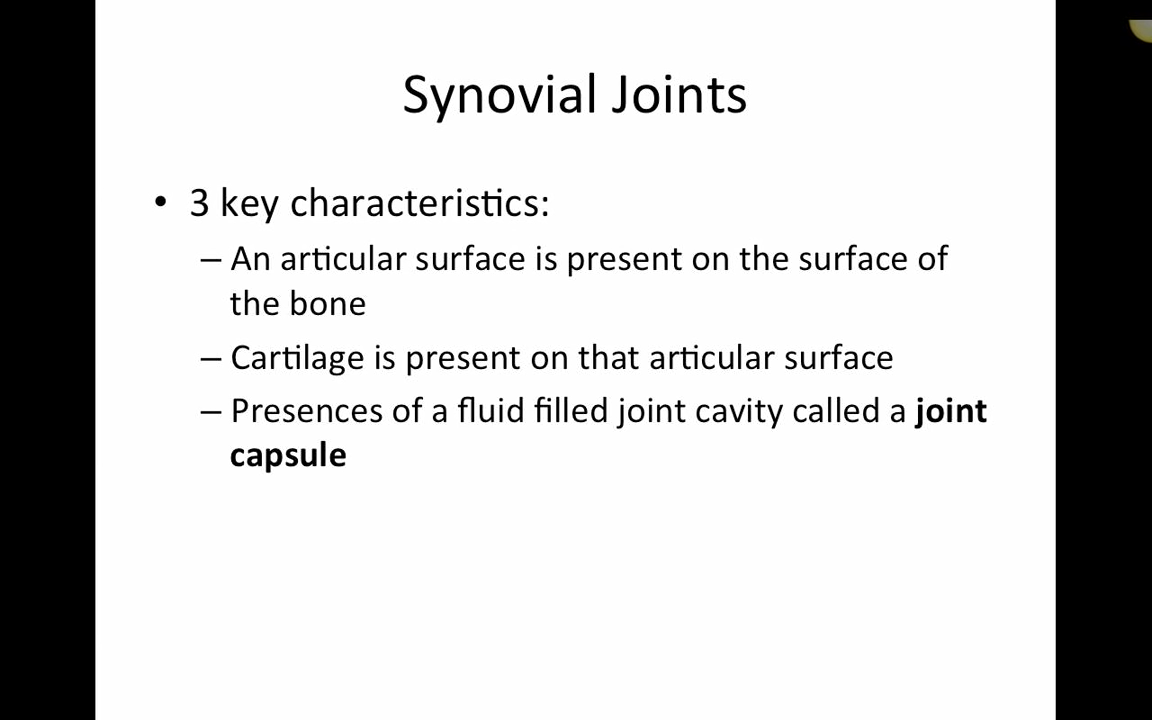 Synovial Joints
• 3 key characteristics:
– An articular surface is present on the surface of
the bone
– Cartilage is present on that articular surface
– Presences of a fluid filled joint cavity called a joint
capsule